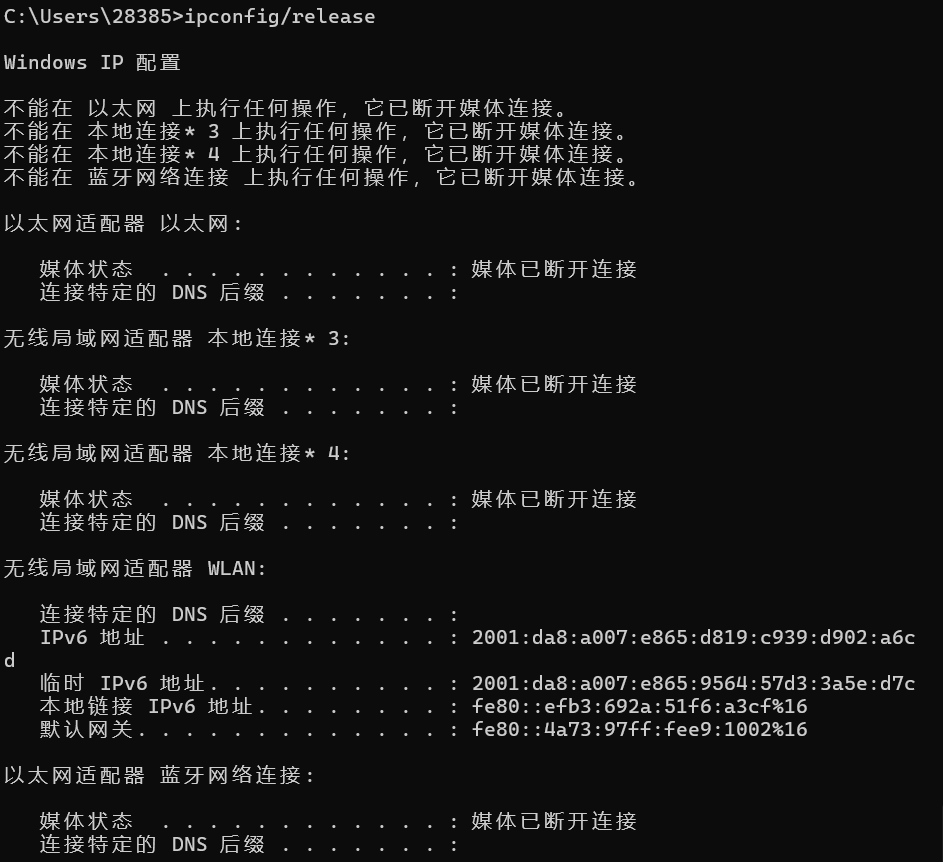 C:\Users\28385>ipconfig/release
Windows IP 配置
不能在 以太网 上执行任何操作，它已断开媒体连接。
不能在 本地连接* 3 上执行任何操作，它已断开媒体连接。
不能在 本地连接* 4 上执行任何操作，它已断开媒体连接。
不能在 蓝牙网络连接 上执行任何操作，它已断开媒体连接。
以太网适配器 以太网:
媒体状态  . . . . . . . . . . . . : 媒体已断开连接
连接特定的 DNS 后缀 . . . . . . . :
无线局域网适配器 本地连接* 3:
媒体状态  . . . . . . . . . . . . : 媒体已断开连接
连接特定的 DNS 后缀 . . . . . . . :
无线局域网适配器 本地连接* 4:
媒体状态  . . . . . . . . . . . . : 媒体已断开连接
连接特定的 DNS 后缀 . . . . . . . :
无线局域网适配器 WLAN:
连接特定的 DNS 后缀 . . . . . . . :
IPv6 地址 . . . . . . . . . . . . : 2001:da8:a007:e865:d819:c939:d902:a6c
d
临时 IPv6 地址. . . . . . . . . . : 2001:da8:a007:e865:9564:57d3:3a5e:d7c
本地链接 IPv6 地址. . . . . . . . : fe80::efb3:692a:51f6:a3cf%16
默认网关. . . . . . . . . . . . . : fe80::4a73:97ff:fee9:1002%16
以太网适配器 蓝牙网络连接:
媒体状态  . . . . . . . . . . . . : 媒体已断开连接
连接特定的 DNS 后缀 . . . . . . . :